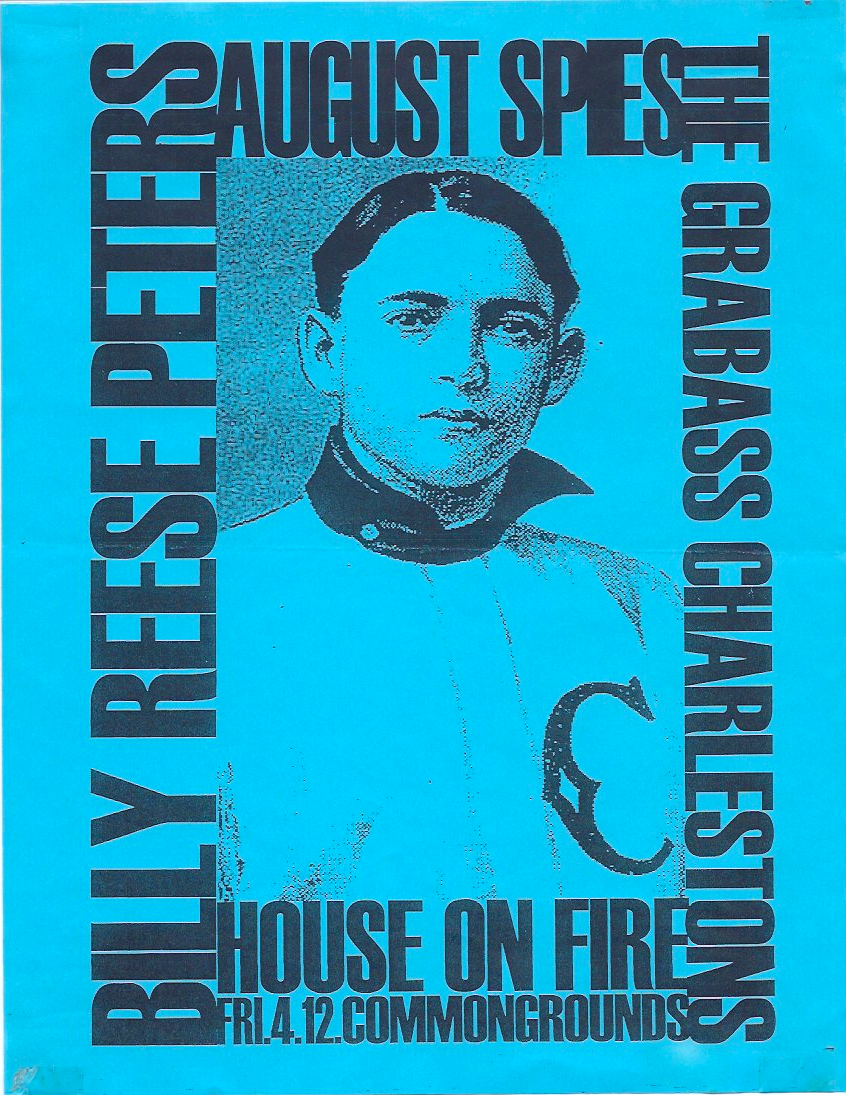 AUGUST SPIES
BILLY REESE PETERS
THE GRABASS CHARLESTONS
C
HOUSE ON FIRE
FRI.4.12.COMMONGROUNDS